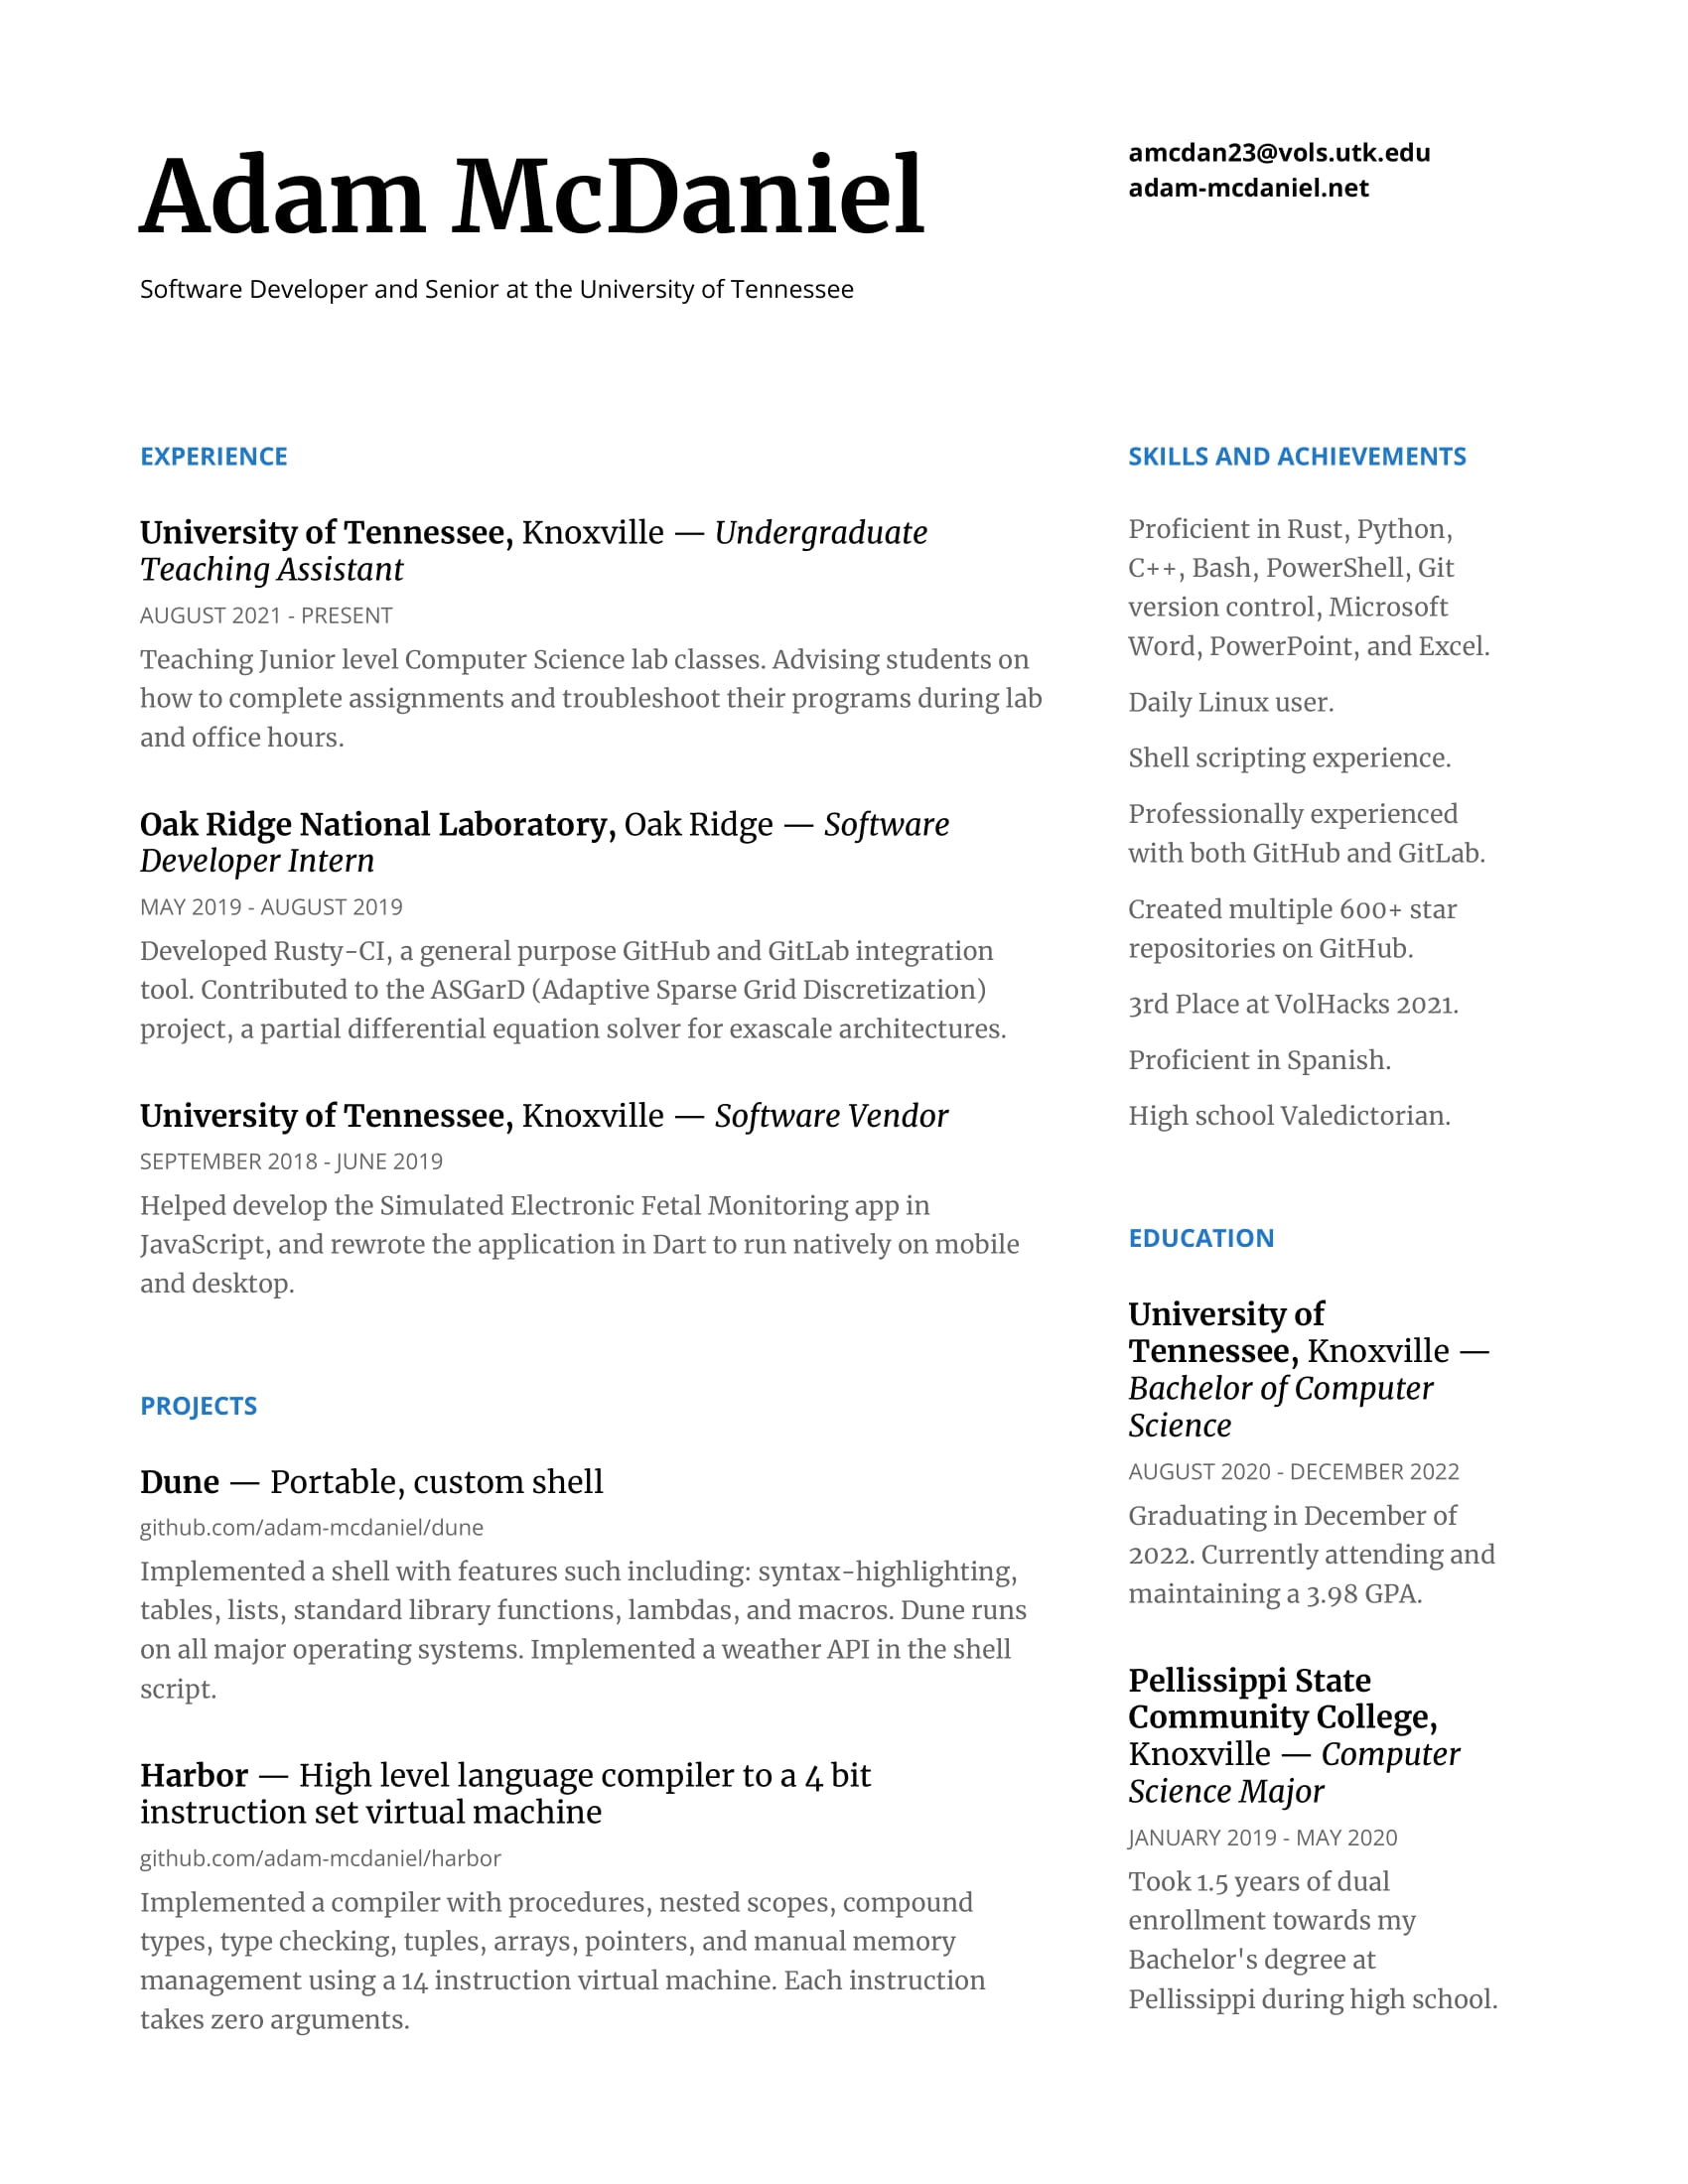 Adam McDaniel
Software Developer and Senior at the University of Tennessee
amcdan23@vols.utk.edu
adam-mcdaniel.net
EXPERIENCE
University of Tennessee, Knoxville — Undergraduate
Teaching Assistant
AUGUST 2021 - PRESENT
Teaching Junior level Computer Science lab classes. Advising students on
how to complete assignments and troubleshoot their programs during lab
and office hours.
Oak Ridge National Laboratory, Oak Ridge — Software
Developer Intern
MAY 2019 - AUGUST 2019
Developed Rusty-CI, a general purpose GitHub and GitLab integration
tool. Contributed to the ASGarD (Adaptive Sparse Grid Discretization)
project, a partial differential equation solver for exascale architectures.
University of Tennessee, Knoxville — Software Vendor
SEPTEMBER 2018 - JUNE 2019
Helped develop the Simulated Electronic Fetal Monitoring app in
JavaScript, and rewrote the application in Dart to run natively on mobile
and desktop.
PROJECTS
Dune — Portable, custom shell
github.com/adam-mcdaniel/dune
Implemented a shell with features such including: syntax-highlighting,
tables, lists, standard library functions, lambdas, and macros. Dune runs
on all major operating systems. Implemented a weather API in the shell
script.
Harbor — High level language compiler to a 4 bit
instruction set virtual machine
github.com/adam-mcdaniel/harbor
Implemented a compiler with procedures, nested scopes, compound
types, type checking, tuples, arrays, pointers, and manual memory
management using a 14 instruction virtual machine. Each instruction
takes zero arguments.
SKILLS AND ACHIEVEMENTS
Proficient in Rust, Python,
C++, Bash, PowerShell, Git
version control, Microsoft
Word, PowerPoint, and Excel.
Daily Linux user.
Shell scripting experience.
Professionally experienced
with both GitHub and GitLab.
Created multiple 600+ star
repositories on GitHub.
3rd Place at VolHacks 2021.
Proficient in Spanish.
High school Valedictorian.
EDUCATION
University of
Tennessee, Knoxville —
Bachelor of Computer
Science
AUGUST 2020 - DECEMBER 2022
Graduating in December of
2022. Currently attending and
maintaining a 3.98 GPA.
Pellissippi State
Community College,
Knoxville — Computer
Science Major
JANUARY 2019 - MAY 2020
Took 1.5 years of dual
enrollment towards my
Bachelor's degree at
Pellissippi during high school.